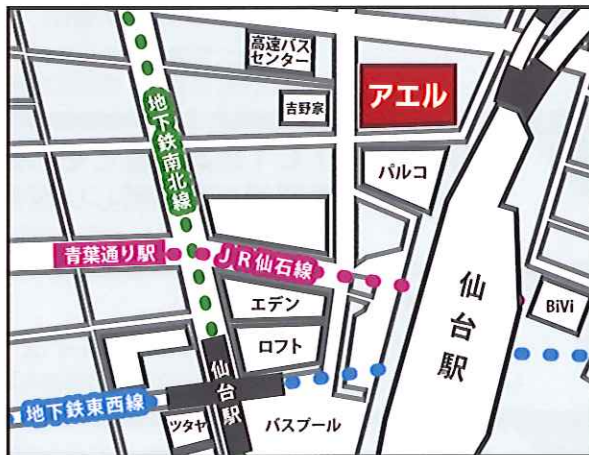 高速バス
センター
アエル
吉野家
地下鉄南北線
パルコ
青葉通り駅
JR仙石線
仙台駅
エデン
BiVi
ロフト
仙台駅
地下鉄東西線
ツタヤ
バスプール